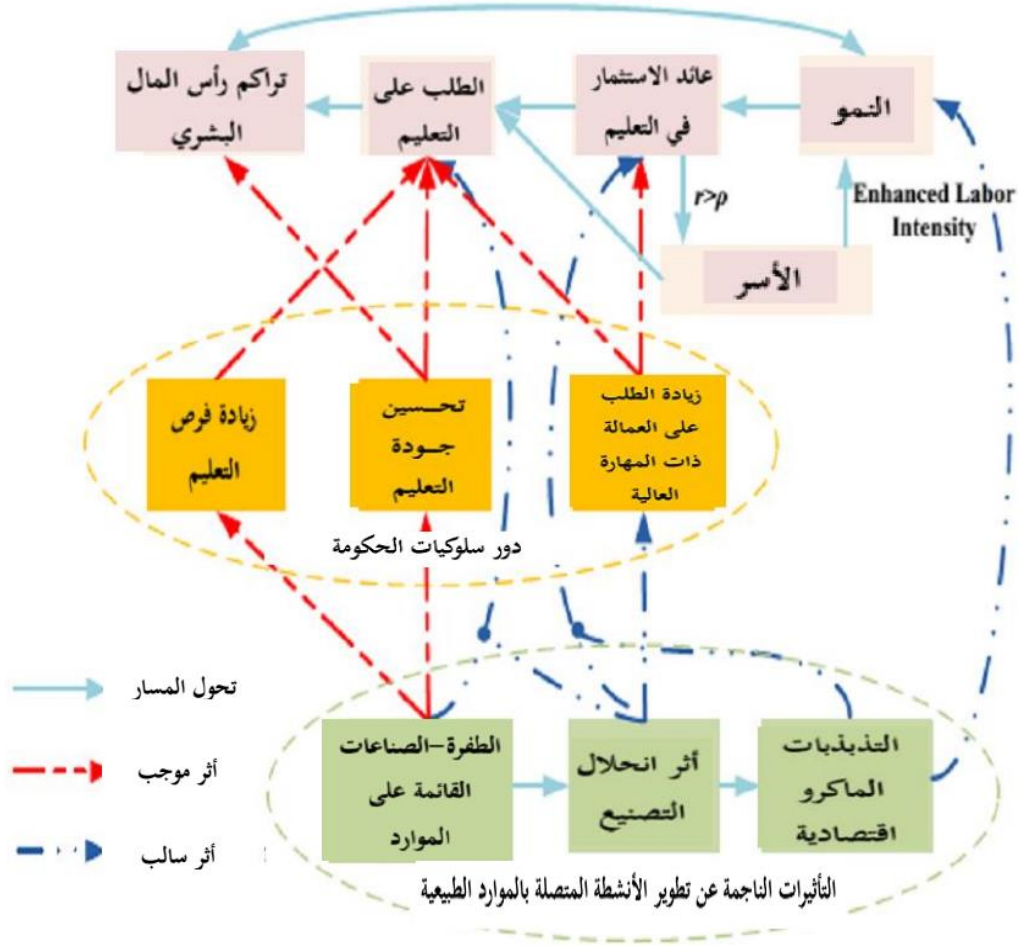 النمو
عائد الاستثمار
في التعليم
الطلب على
التعليم
تراكم رأس المال
البشري
r>ρ
Enhanced Labor
Intensity
الأسر
زيادة الطلب
على العمالة
ذات المهارة
العالية
تحــسين
جــودة
التعليم
زيادة فرص
التعليم
دور سلوكيات الحكومة
تحول المسار
أثر موجب
أثر سالب
الطفرة-الصناعات
القائمة على
الموارد
أثر انحلال
التصنيع
التذبذبات
الماكرو
اقتصادية
التأثيرات الناجمة عن تطوير الأنشطة المتصلة بالموارد الطبيعية